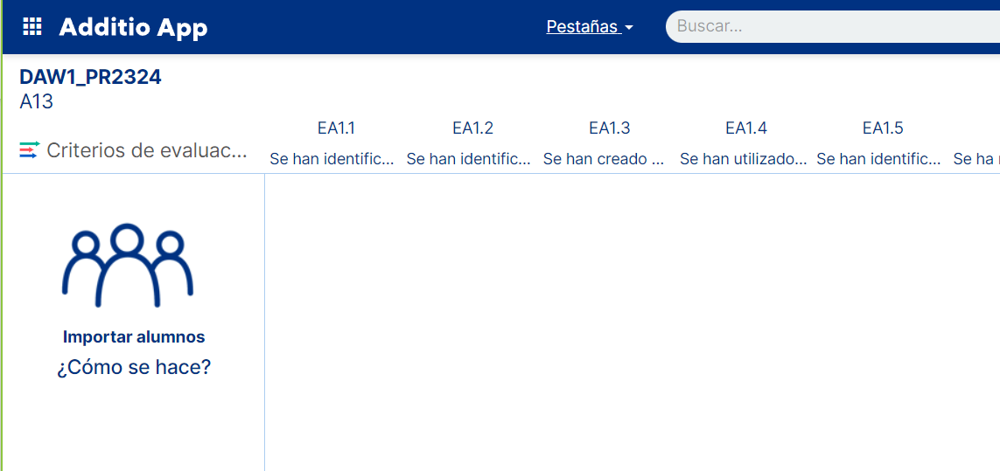 Additio App
Pestañas
Buscar...
DAW1_PR2324
A13
EA1.1 EA1.2 EA1.3 EA1.4 EA1.5
Criterios de evaluac...
Se han identific... Se han identific... Se han creado ... Se han utilizado... Se han identific... Se ha
Importar alumnos
¿Cómo se hace?